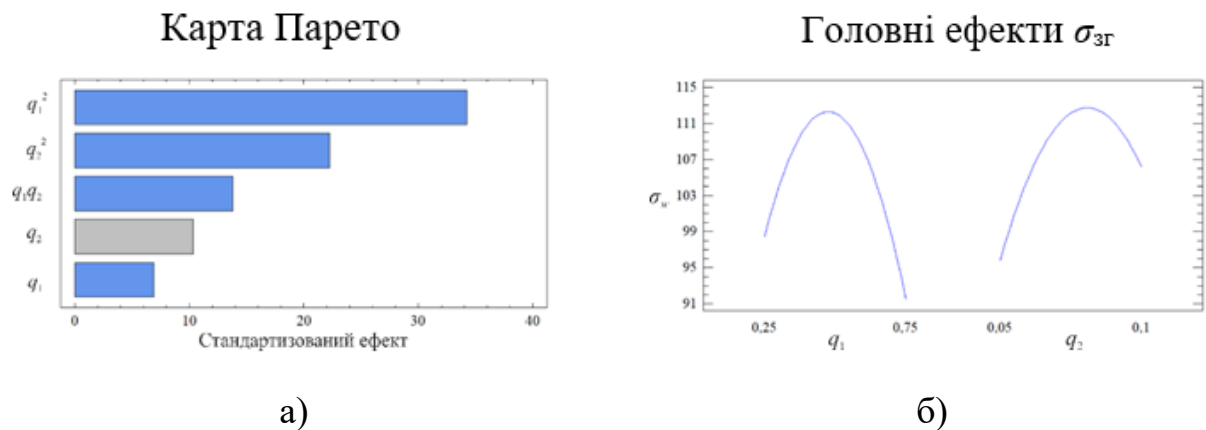 Карта Парето
q₁²
q₂²
q₁q₂
q₂
q₁
0 10 20 30 40
Стандартизований ефект
а)
Головні ефекти σзг
115
111
107
103
99
95
91
0,25 0,75 0,05 0,1
q₁ q₂
б)